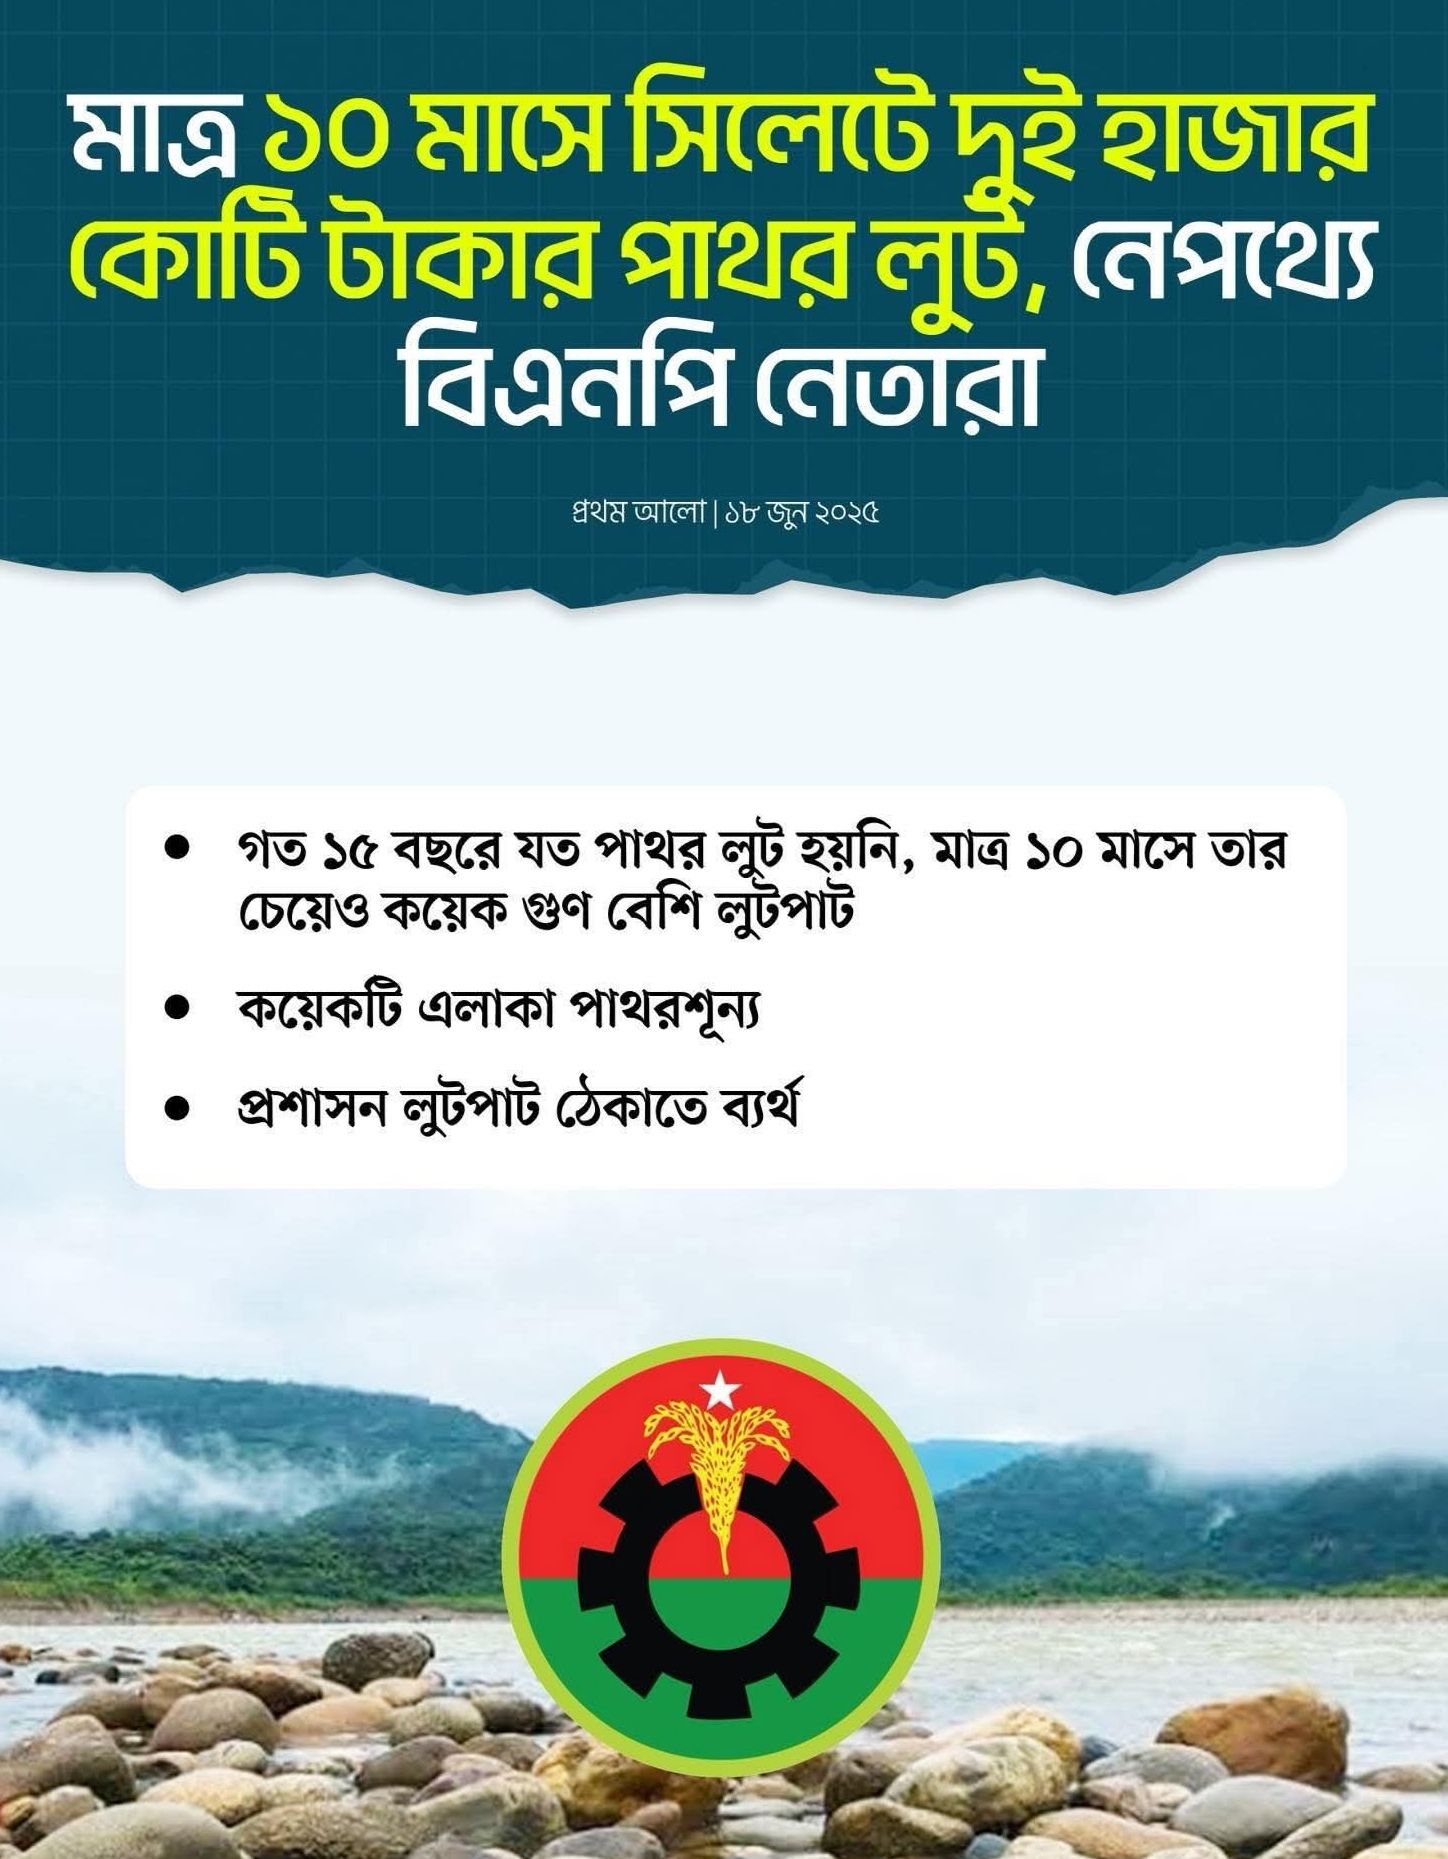 মাত্র ১০ মাসে সিলেটে দুই হাজার
কোটি টাকার পাথর লুট, নেপথ্যে
বিএনপি নেতারা
প্রথম আলো | ১৮ জুন ২০২৫
• গত ১৫ বছরে যত পাথর লুট হয়নি, মাত্র ১০ মাসে তার
চেয়েও কয়েক গুণ বেশি লুটপাট
• কয়েকটি এলাকা পাথরশূন্য
• প্রশাসন লুটপাট ঠেকাতে ব্যর্থ